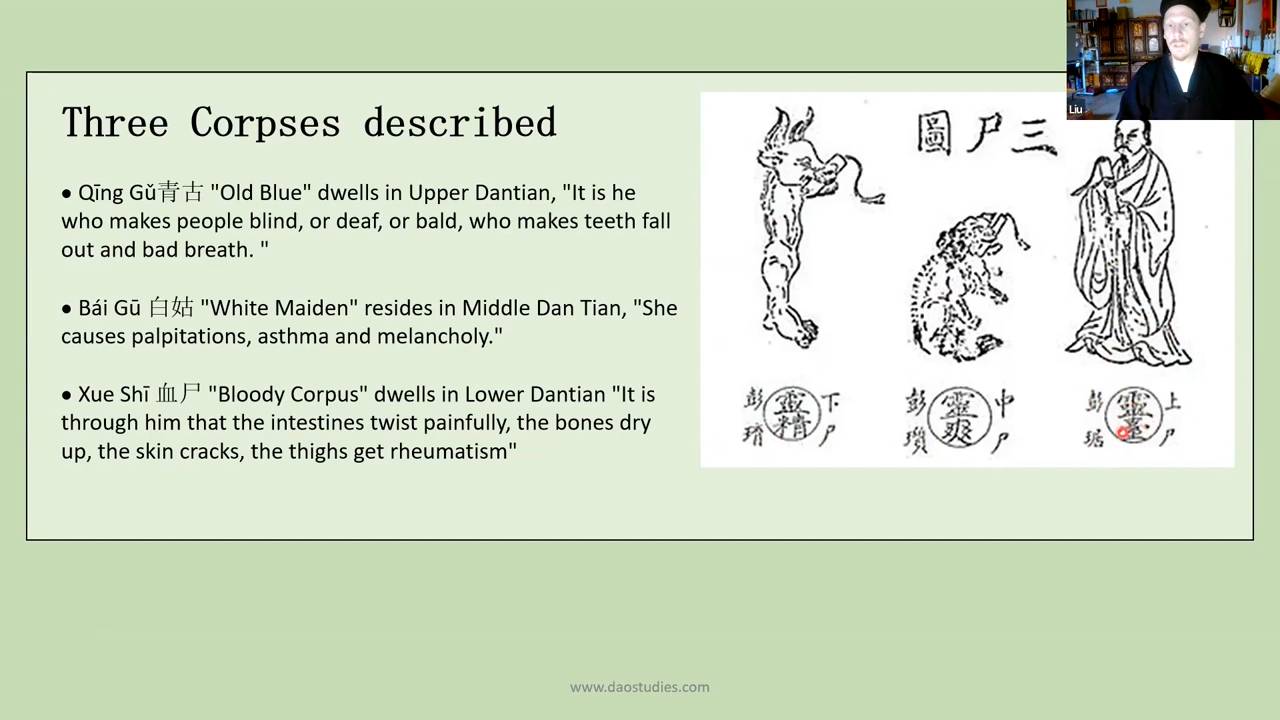 Three Corpses described
• Qīng Gǔ青古 "Old Blue" dwells in Upper Dantian, "It is he
who makes people blind, or deaf, or bald, who makes teeth fall
out and bad breath. "
• Bái Gū 白姑 "White Maiden" resides in Middle Dan Tian, "She
causes palpitations, asthma and melancholy."
• Xue Shī 血尸 "Bloody Corpus" dwells in Lower Dantian "It is
through him that the intestines twist painfully, the bones dry
up, the skin cracks, the thighs get rheumatism"
Liu
三尸圖
上尸
靈臺
彭琚
中尸
靈爽
彭瓆
下尸
靈精
彭
www.daostudies.com